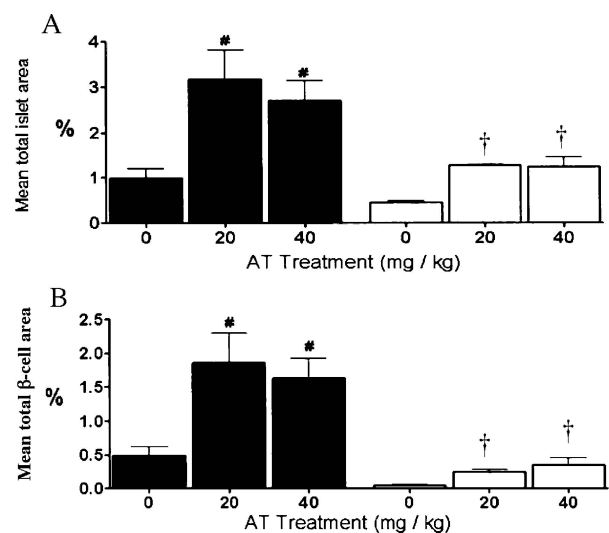 A
Mean total islet area
%
4
3
2
1
0
#
#
†
†
0 20 40 0 20 40
AT Treatment (mg / kg)
B
Mean total β-cell area
%
2.5
2.0
1.5
1.0
0.5
0.0
#
#
†
†
0 20 40 0 20 40
AT Treatment (mg / kg)